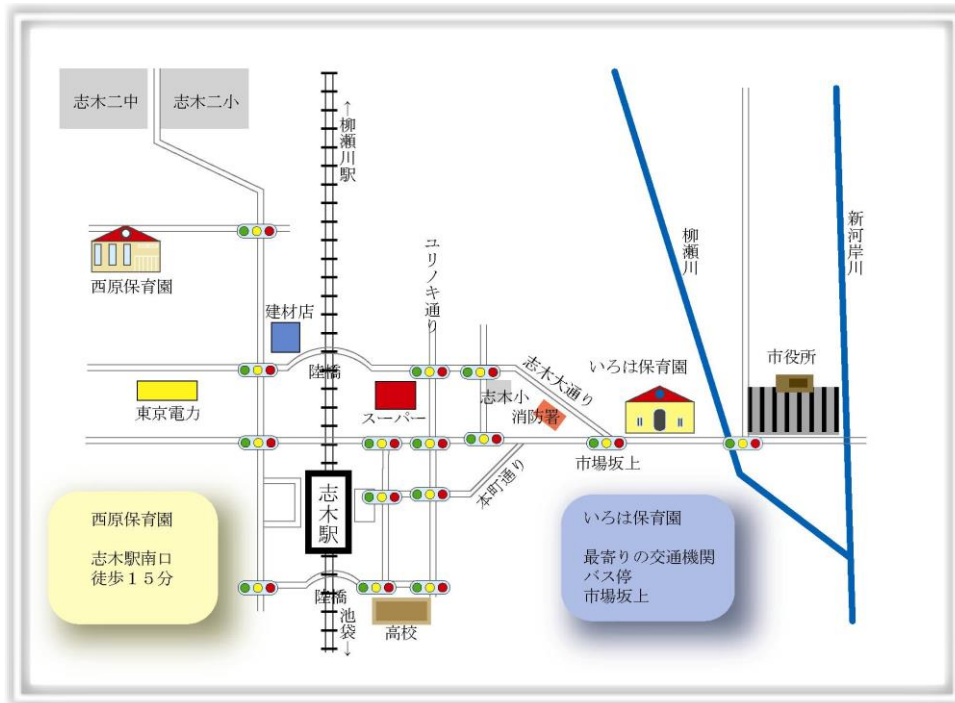 志木二中
志木二小
←柳瀬川駅
西原保育園
建材店
ユリノキ通り
柳瀬川
新河岸川
陸橋
東京電力
スーパー
志木小
消防署
志木大通り
いろは保育園
市役所
市場坂上
本町通り
志木駅
陸橋
池袋→
高校
西原保育園
志木駅南口
徒歩15分
いろは保育園
最寄りの交通機関
バス停
市場坂上